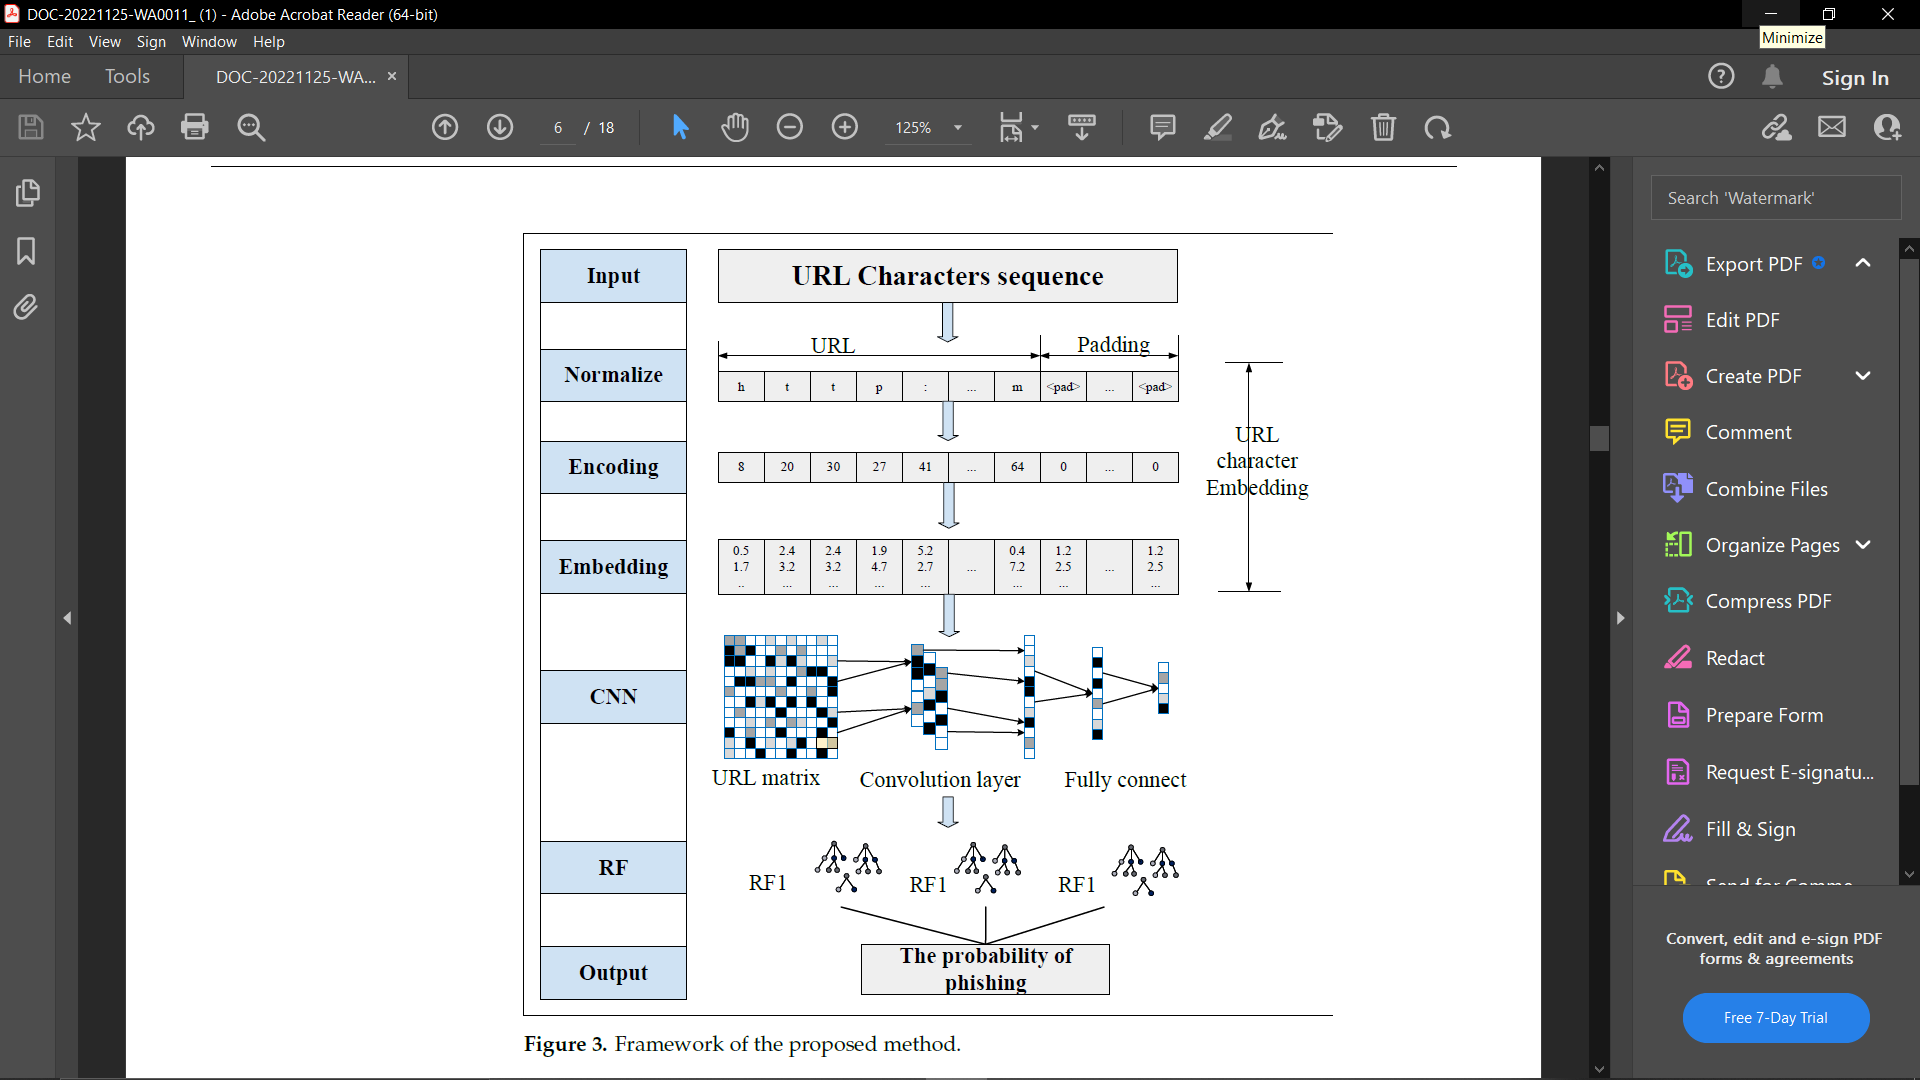 DOC-20221125-WA0011_ (1) - Adobe Acrobat Reader (64-bit)
Minimize
File Edit View Sign Window Help
Home Tools DOC-20221125-WA... × Sign In
6 / 18 125%
Search 'Watermark'
Export PDF
Edit PDF
Create PDF
Comment
Combine Files
Organize Pages
Compress PDF
Redact
Prepare Form
Request E-signatu...
Fill & Sign
Convert, edit and e-sign PDF
forms & agreements
Free 7-Day Trial
Input
URL Characters sequence
URL Padding
Normalize
h t t p : ... m <pad> ... <pad>
Encoding
8 20 30 27 41 ... 64 0 ... 0
URL
character
Embedding
Embedding
0.5 2.4 2.4 1.9 5.2 0.4 1.2 1.2
1.7 3.2 3.2 4.7 2.7 ... 7.2 2.5 ... 2.5
.. ... ... ... ... ... ... ...
CNN
URL matrix Convolution layer Fully connect
RF
RF1 RF1 RF1
Output
The probability of
phishing
Figure 3. Framework of the proposed method.